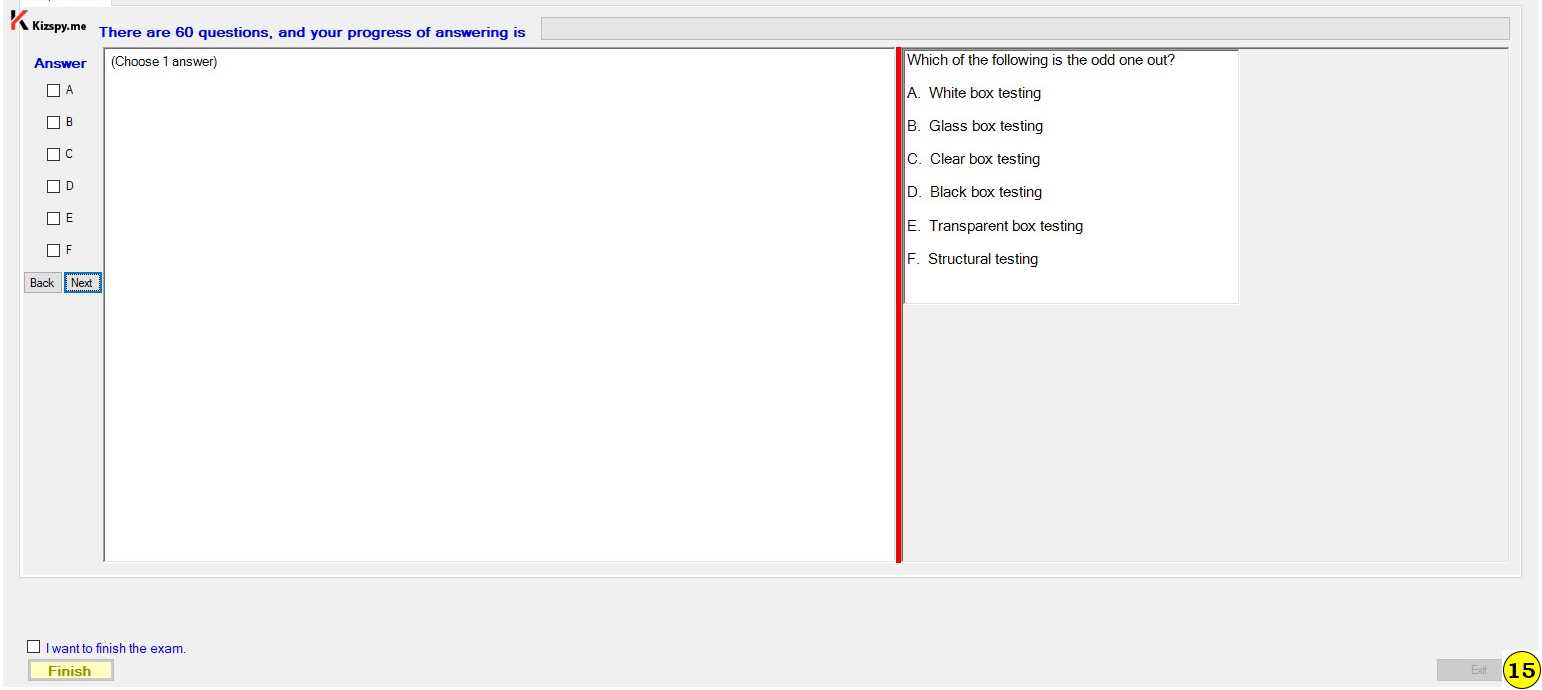 Kizspy.me
There are 60 questions, and your progress of answering is
Answer
A
B
C
D
E
F
Back Next
(Choose 1 answer)
Which of the following is the odd one out?
A. White box testing
B. Glass box testing
C. Clear box testing
D. Black box testing
E. Transparent box testing
F. Structural testing
I want to finish the exam.
Finish
Exit
15